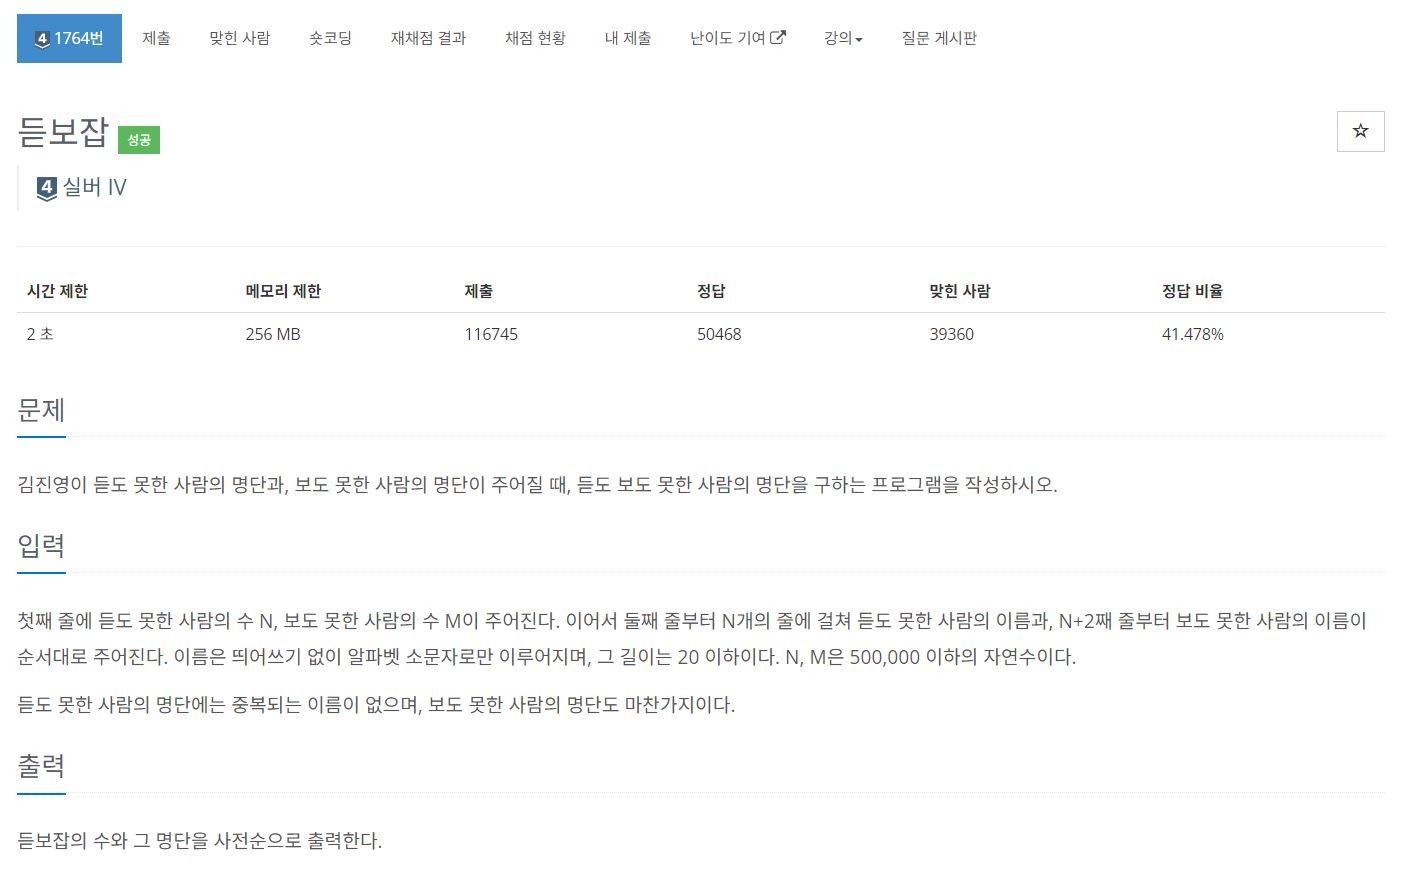 4 1764번 제출 맞힌 사람 숏코딩 재채점 결과 채점 현황 내 제출 난이도 기여 강의 질문 게시판
듣보잡 성공
4 실버 IV
시간 제한 메모리 제한 제출 정답 맞힌 사람 정답 비율
2 초 256 MB 116745 50468 39360 41.478%
문제
김진영이 듣도 못한 사람의 명단과, 보도 못한 사람의 명단이 주어질 때, 듣도 보도 못한 사람의 명단을 구하는 프로그램을 작성하시오.
입력
첫째 줄에 듣도 못한 사람의 수 N, 보도 못한 사람의 수 M이 주어진다. 이어서 둘째 줄부터 N개의 줄에 걸쳐 듣도 못한 사람의 이름과, N+2째 줄부터 보도 못한 사람의 이름이
순서대로 주어진다. 이름은 띄어쓰기 없이 알파벳 소문자로만 이루어지며, 그 길이는 20 이하이다. N, M은 500,000 이하의 자연수이다.
듣도 못한 사람의 명단에는 중복되는 이름이 없으며, 보도 못한 사람의 명단도 마찬가지이다.
출력
듣보잡의 수와 그 명단을 사전순으로 출력한다.